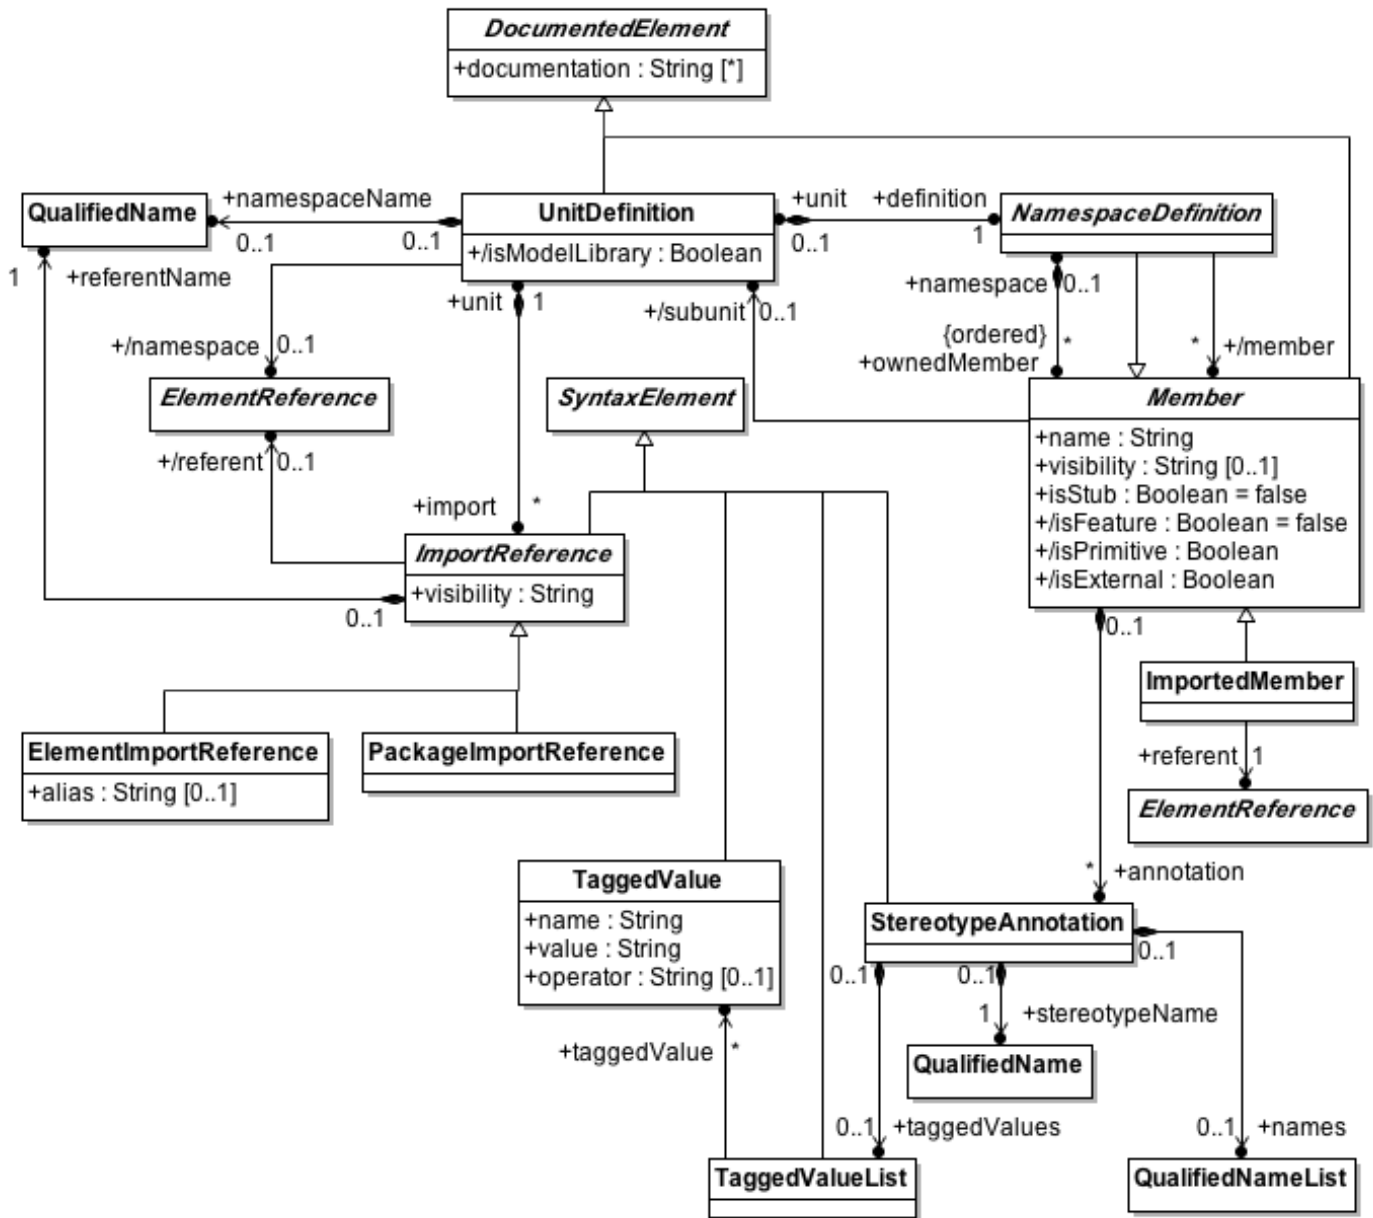 DocumentedElement
+documentation : String [*]
QualifiedName
+namespaceName
0..1
0..1
UnitDefinition
+/isModelLibrary : Boolean
+unit
0..1
+definition
1
NamespaceDefinition
1
+referentName
+unit
1
+/subunit
0..1
+namespace
0..1
{ordered}
+ownedMember
*
*
+/member
+/namespace
0..1
ElementReference
+/referent
0..1
SyntaxElement
Member
+name : String
+visibility : String [0..1]
+isStub : Boolean = false
+/isFeature : Boolean = false
+/isPrimitive : Boolean
+/isExternal : Boolean
+import
*
ImportReference
+visibility : String
0..1
0..1
ImportedMember
ElementImportReference
+alias : String [0..1]
PackageImportReference
+referent
1
ElementReference
TaggedValue
+name : String
+value : String
+operator : String [0..1]
*
+annotation
StereotypeAnnotation
0..1
0..1
0..1
1
+stereotypeName
QualifiedName
+taggedValue
*
0..1
+taggedValues
0..1
+names
TaggedValueList
QualifiedNameList